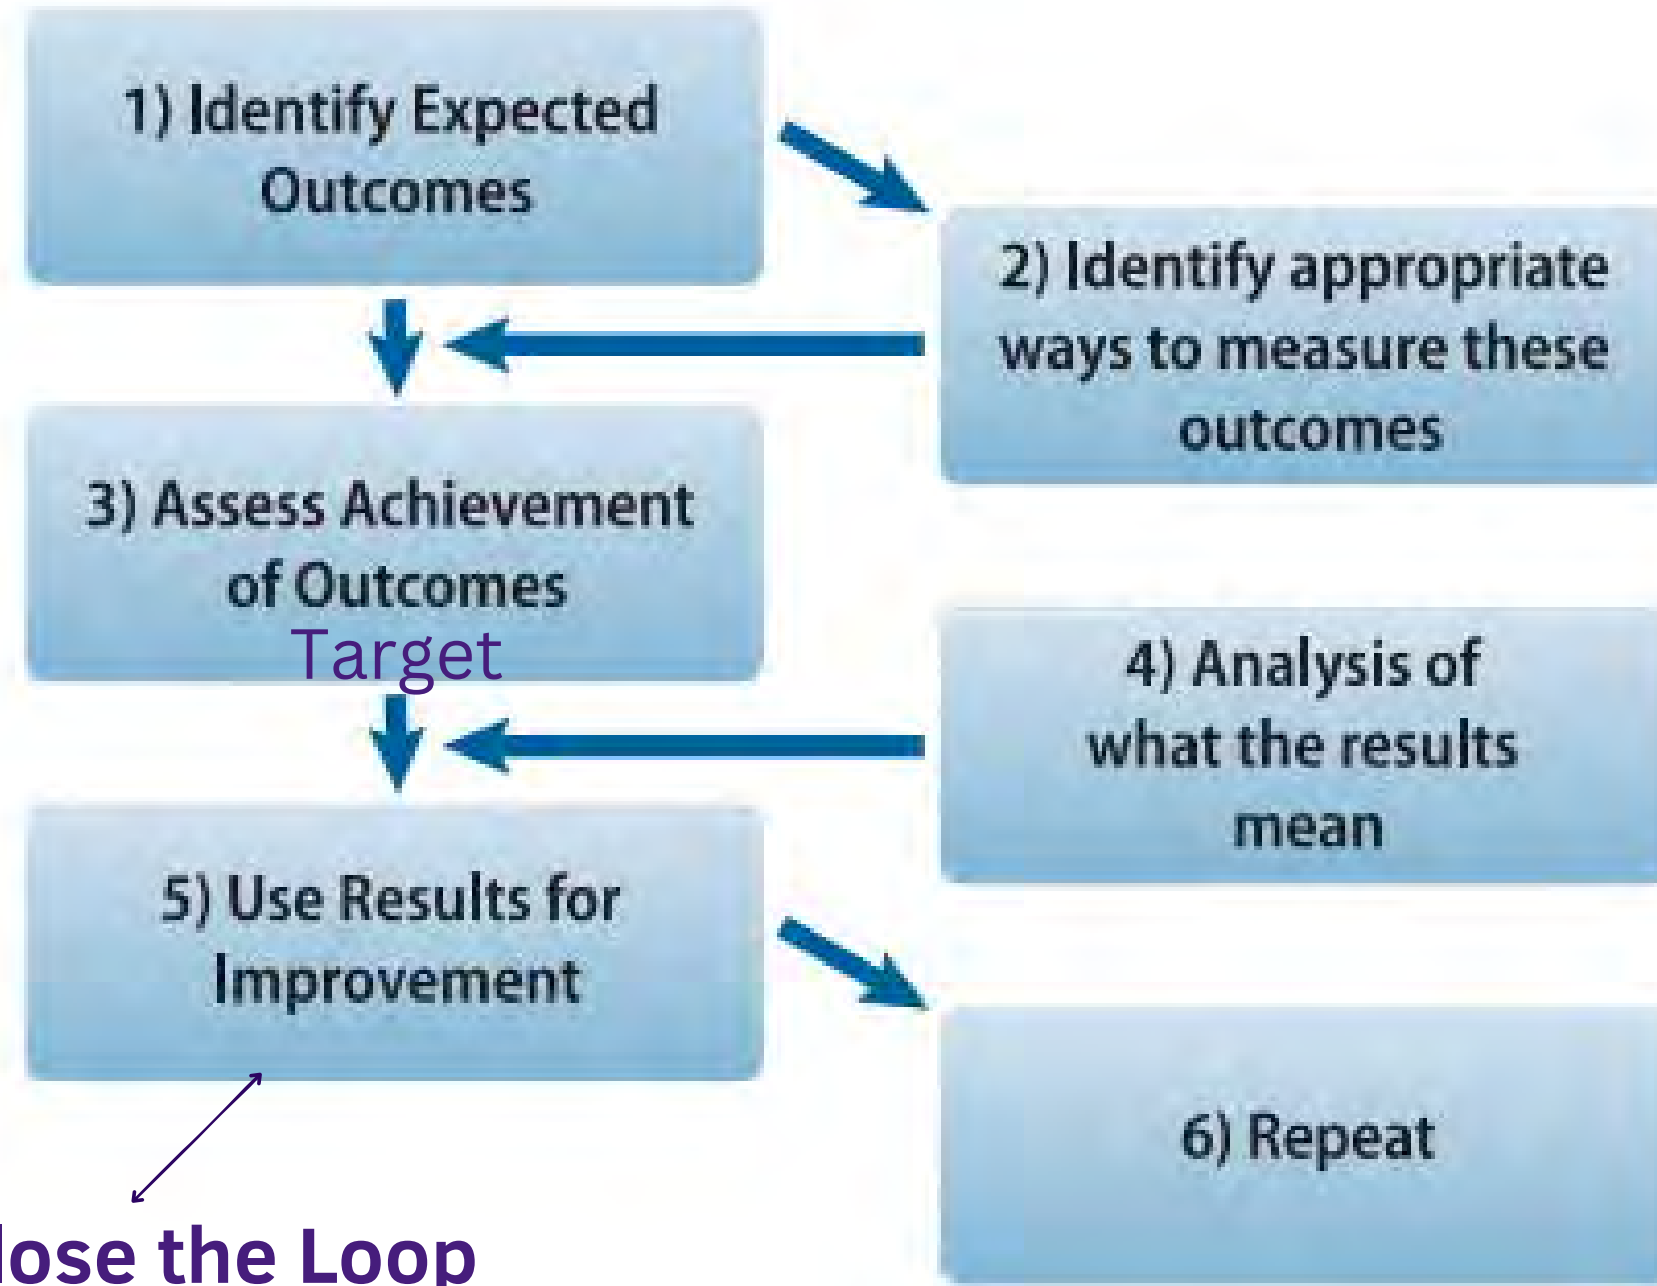 1) Identify Expected
Outcomes
2) Identify appropriate
ways to measure these
outcomes
3) Assess Achievement
of Outcomes
Target
4) Analysis of
what the results
mean
5) Use Results for
Improvement
6) Repeat
lose the Loop